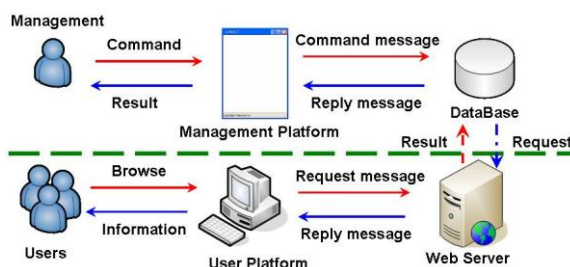 Management
Command
Command message
Result
Reply message
DataBase
Management Platform
Result
Request
Browse
Request message
Information
Reply message
Users
User Platform
Web Server